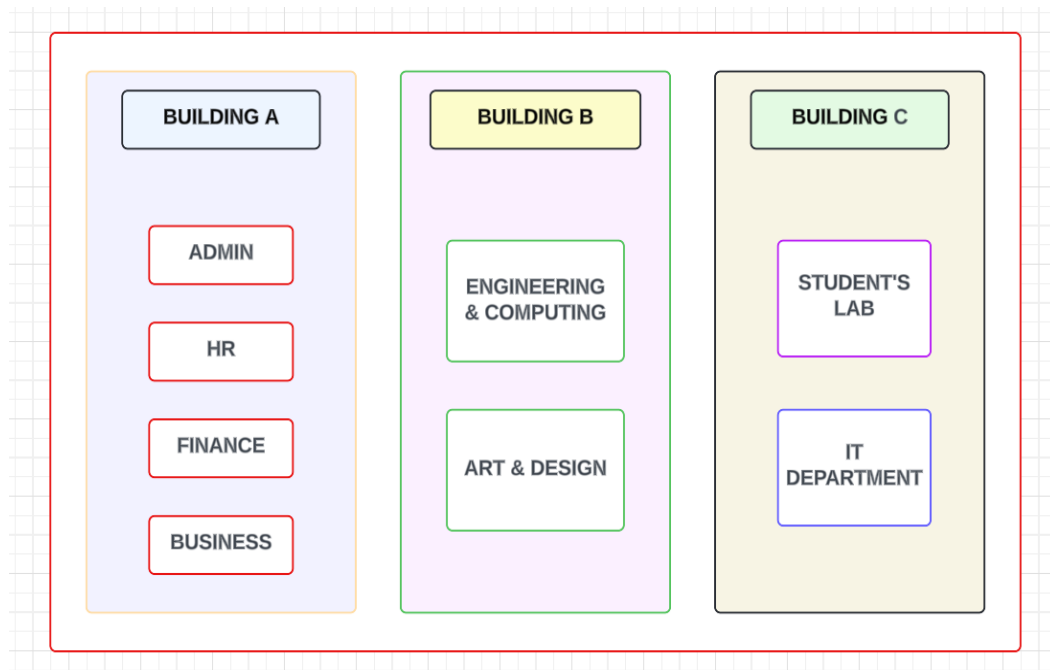 BUILDING A
ADMIN
HR
FINANCE
BUSINESS
BUILDING B
ENGINEERING
& COMPUTING
ART & DESIGN
BUILDING C
STUDENT'S
LAB
IT
DEPARTMENT